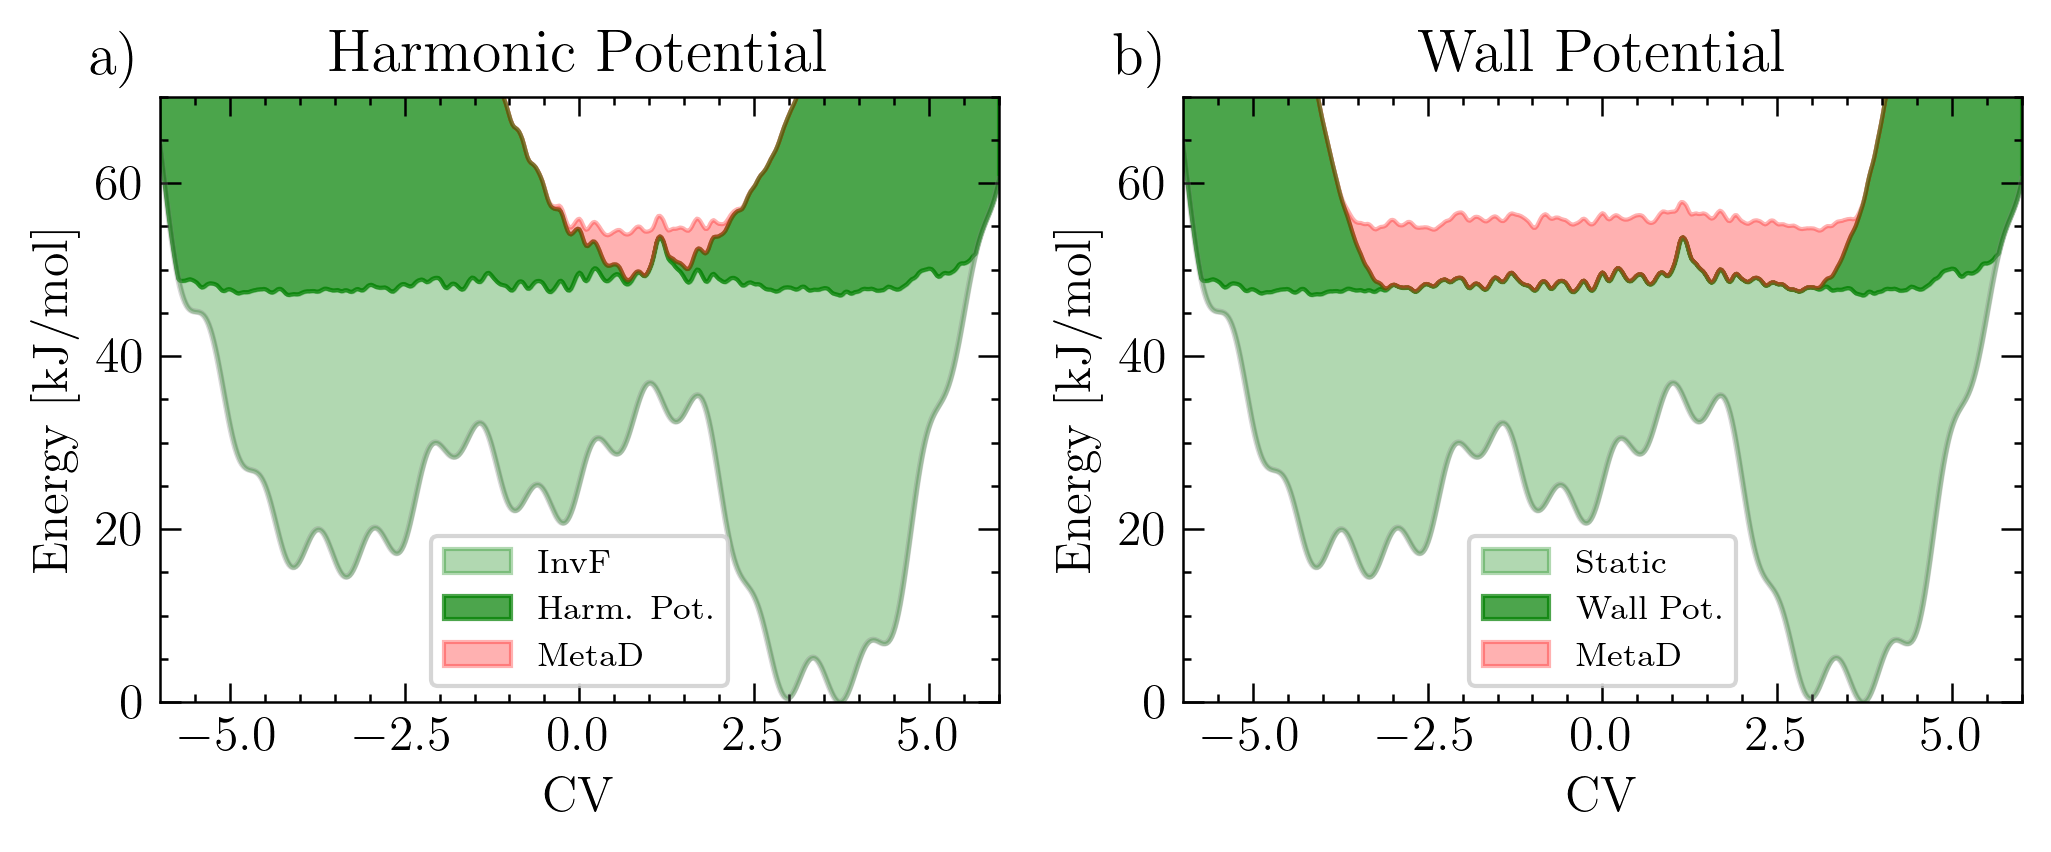 a)
Harmonic Potential
Energy [kJ/mol]
60
40
20
0
−5.0 −2.5 0.0 2.5 5.0
CV
InvF
Harm. Pot.
MetaD
b)
Wall Potential
Energy [kJ/mol]
60
40
20
0
−5.0 −2.5 0.0 2.5 5.0
CV
Static
Wall Pot.
MetaD